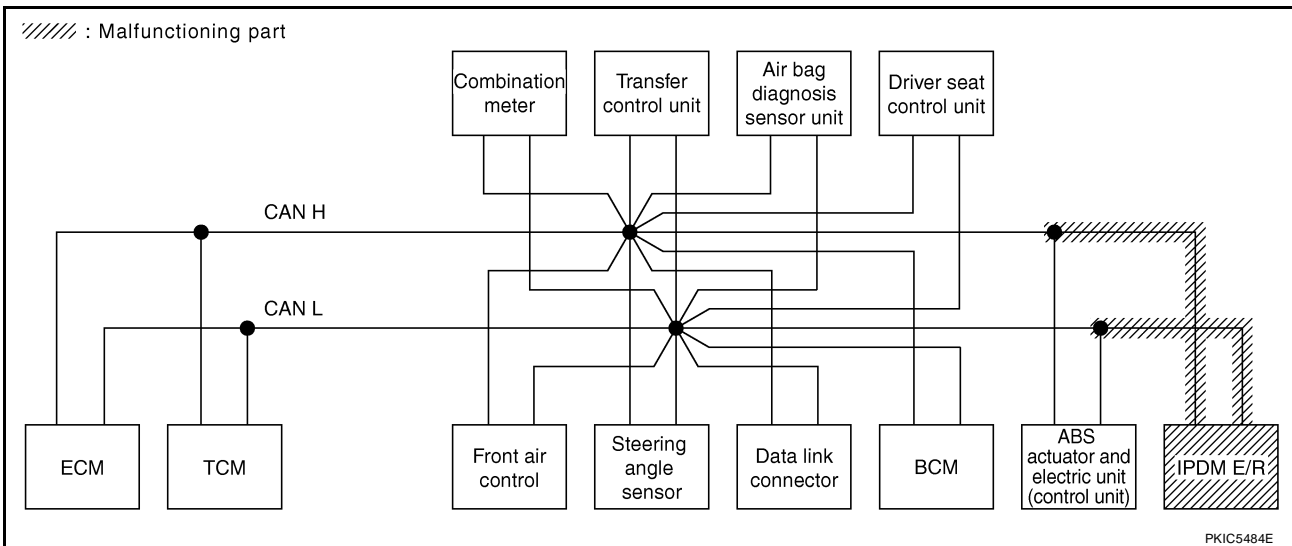 : Malfunctioning part
Combination
meter
Transfer
control unit
Air bag
diagnosis
sensor unit
Driver seat
control unit
CAN H
CAN L
ECM
TCM
Front air
control
Steering
angle
sensor
Data link
connector
BCM
ABS
actuator and
electric unit
(control unit)
IPDM E/R
PKIC5484E